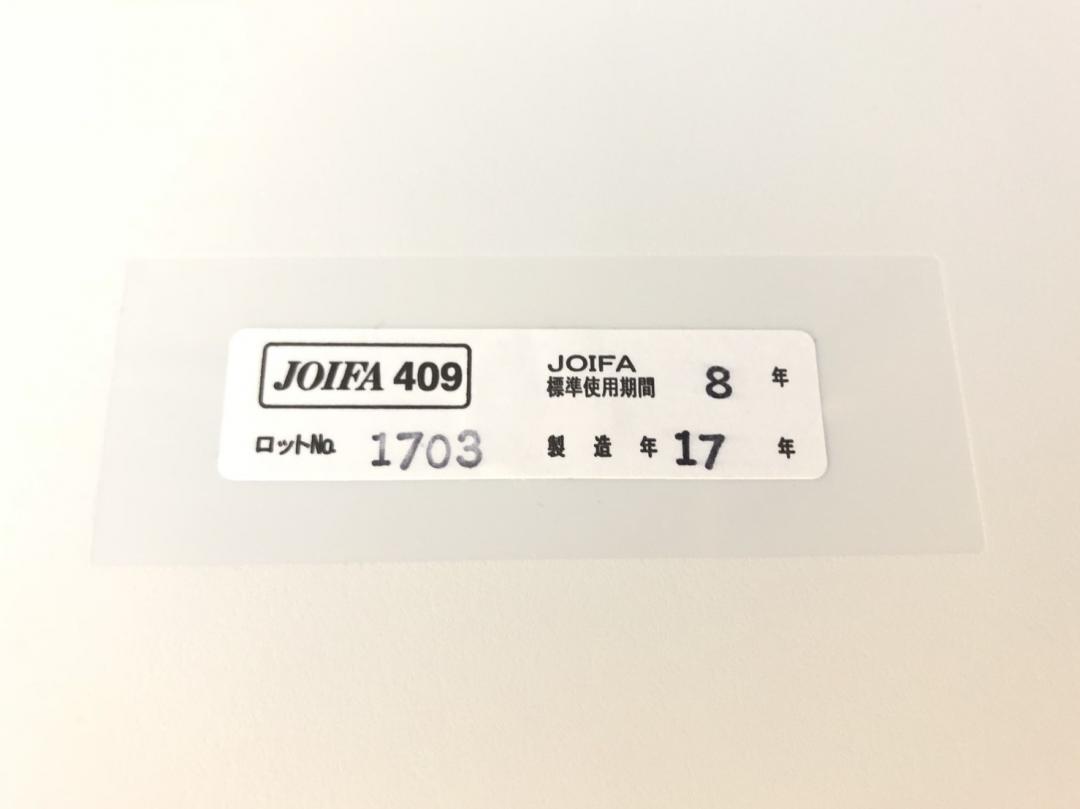 JOIFA 409
JOIFA
標準使用期間 8 年
ロットNo. 1703
製造年 17 年